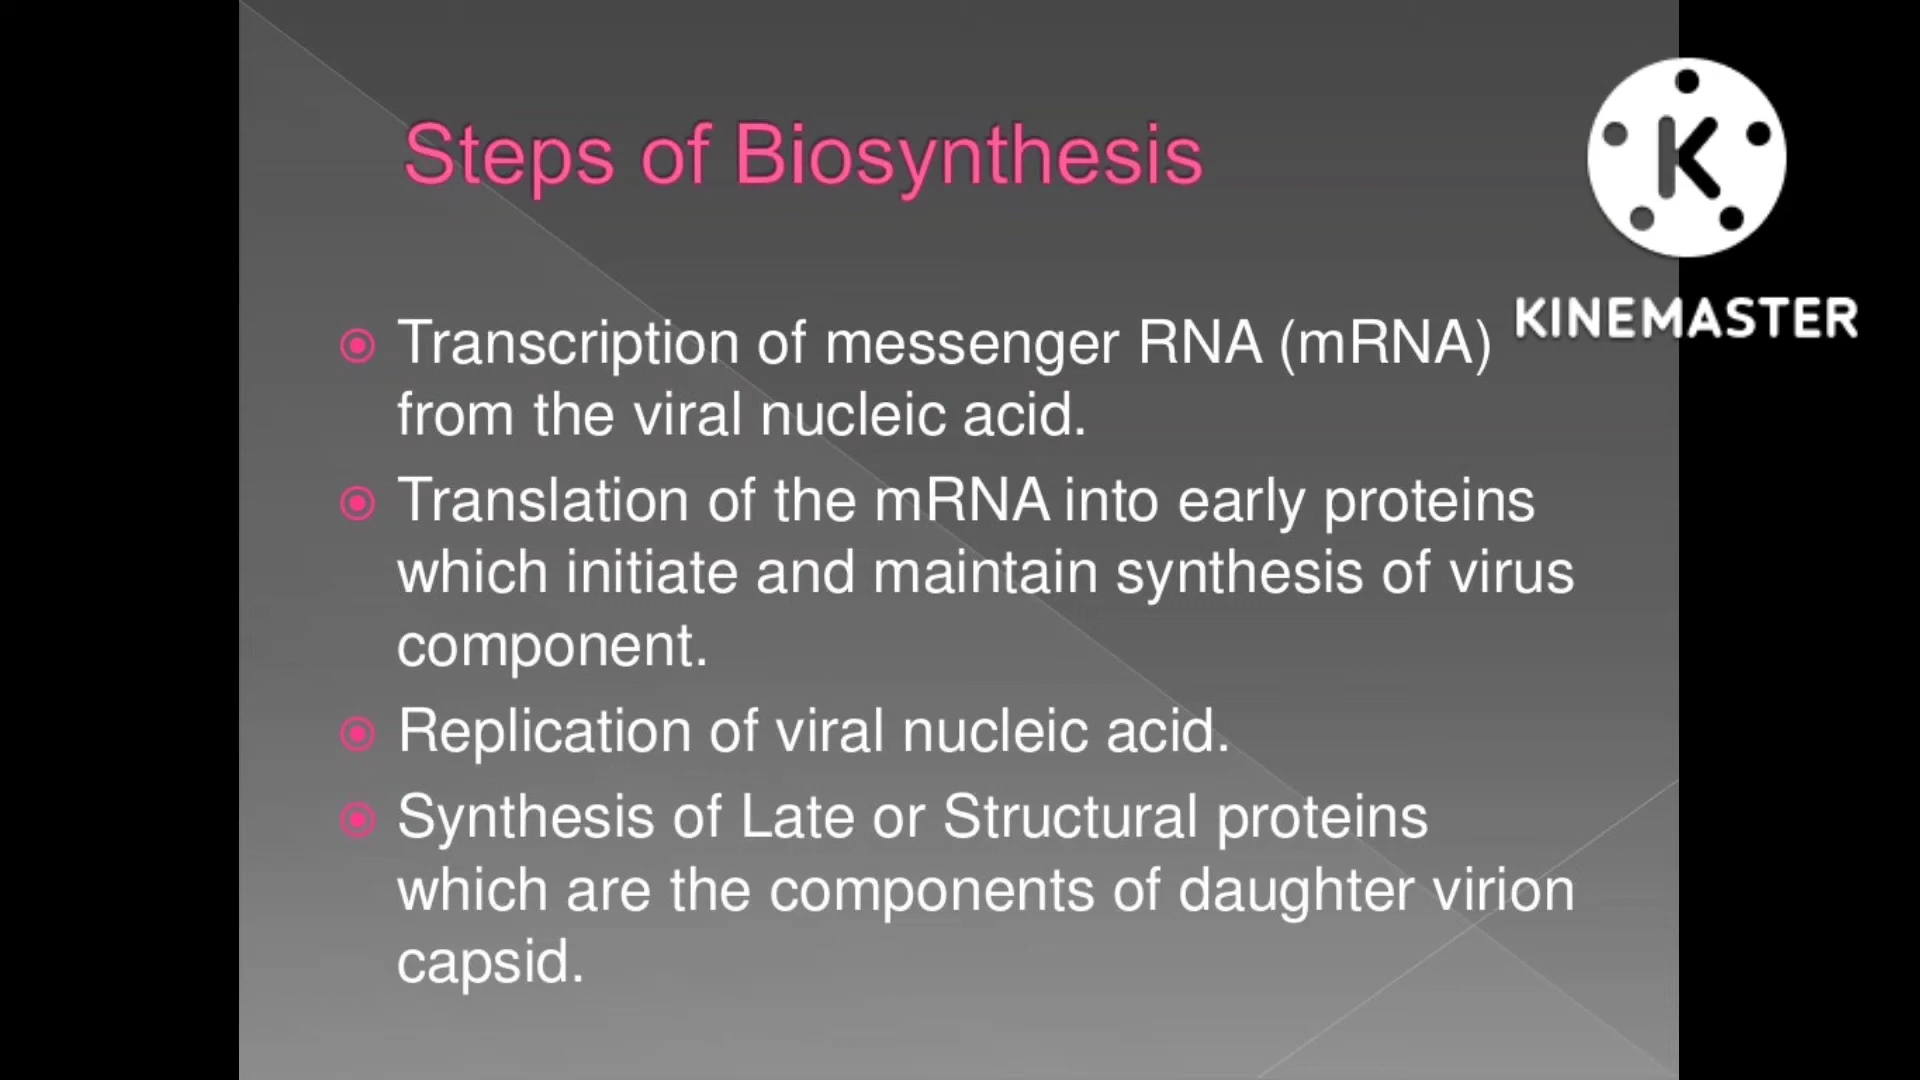 Steps of Biosynthesis
Transcription of messenger RNA (mRNA)
from the viral nucleic acid.
Translation of the mRNA into early proteins
which initiate and maintain synthesis of virus
component.
Replication of viral nucleic acid.
Synthesis of Late or Structural proteins
which are the components of daughter virion
capsid.
K
KINEMASTER